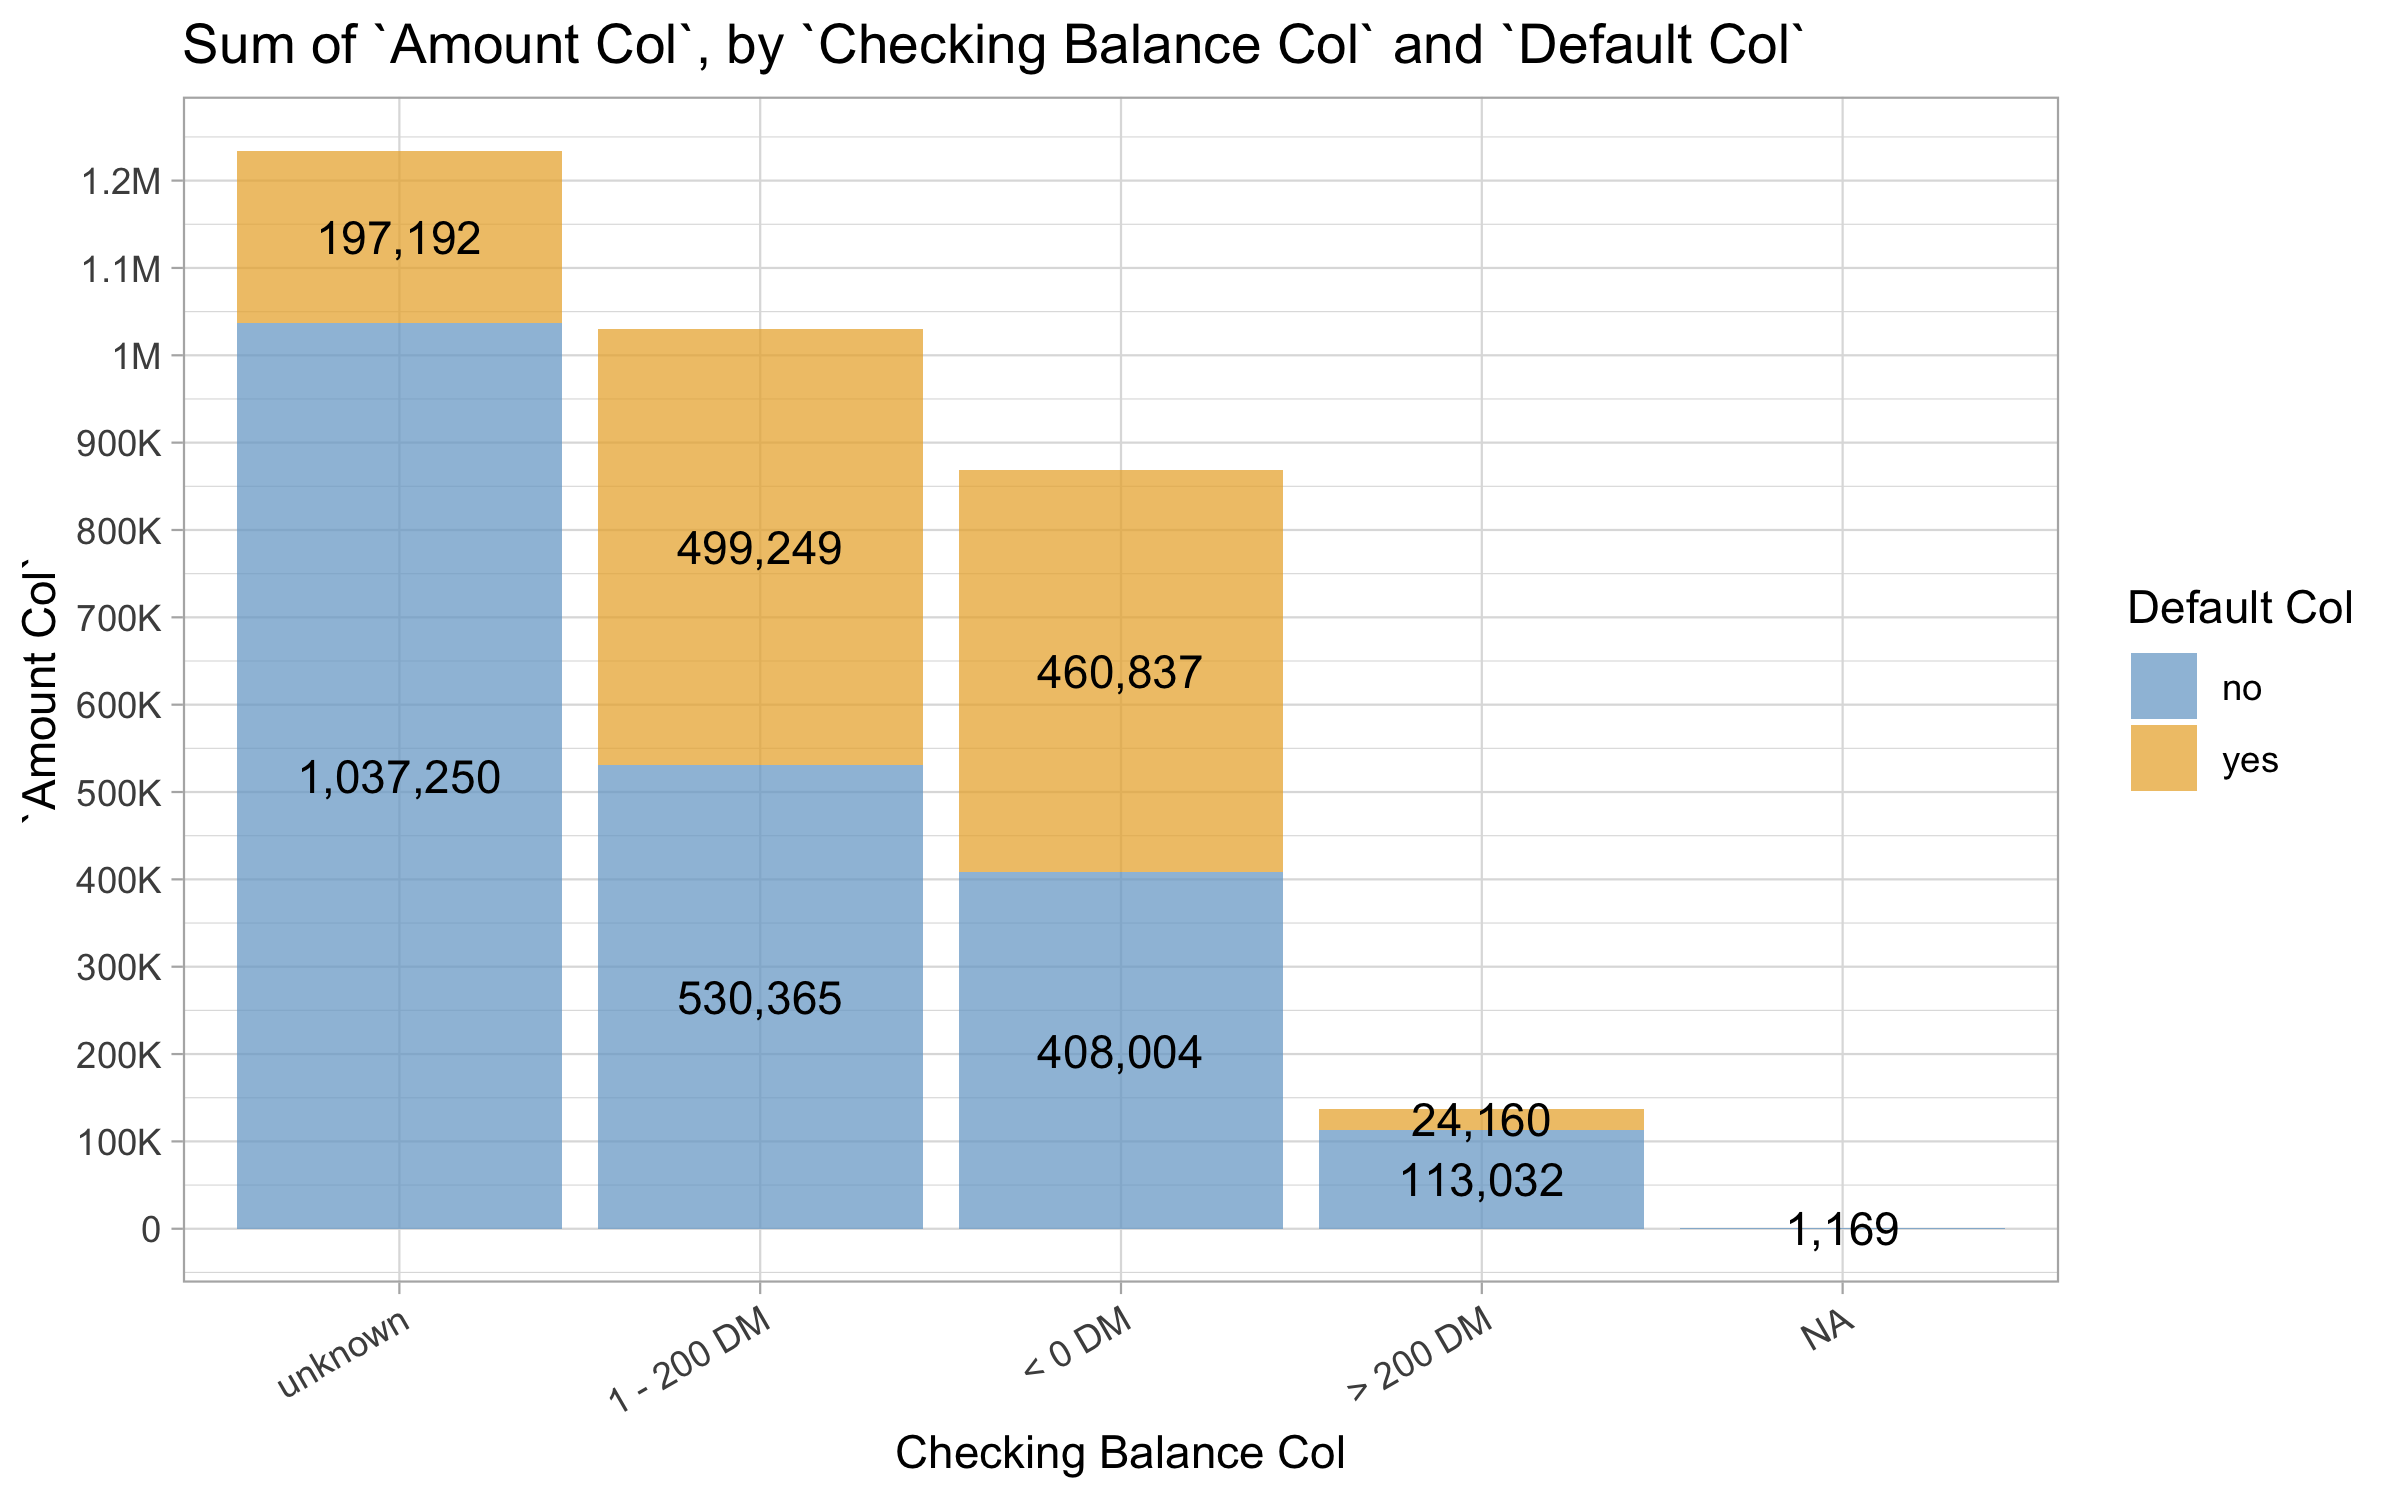 Sum of `Amount Col`, by `Checking Balance Col` and `Default Col`
`Amount Col`
1.2M
1.1M
1M
900K
800K
700K
600K
500K
400K
300K
200K
100K
0
197,192
1,037,250
499,249
530,365
460,837
408,004
24,160
113,032
1,169
unknown
1 - 200 DM
< 0 DM
> 200 DM
NA
Checking Balance Col
Default Col
no
yes